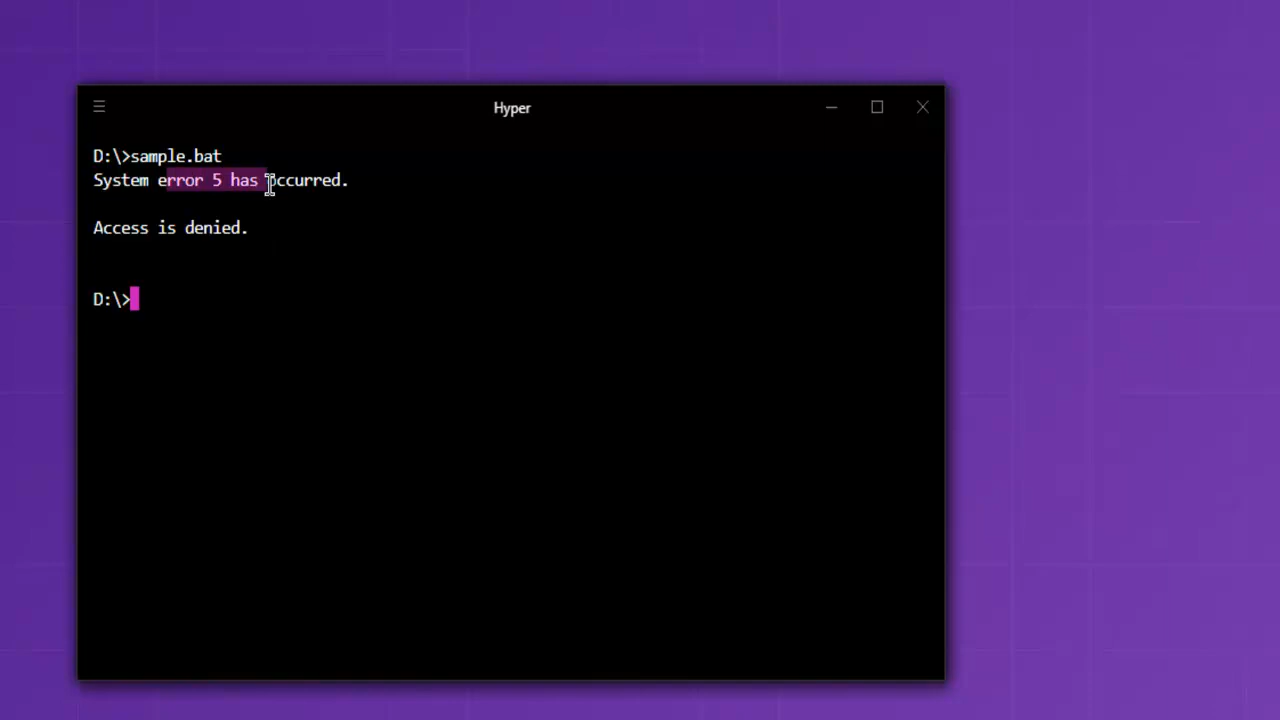 Hyper
D:\>sample.bat
System error 5 has occurred.
Access is denied.
D:\>